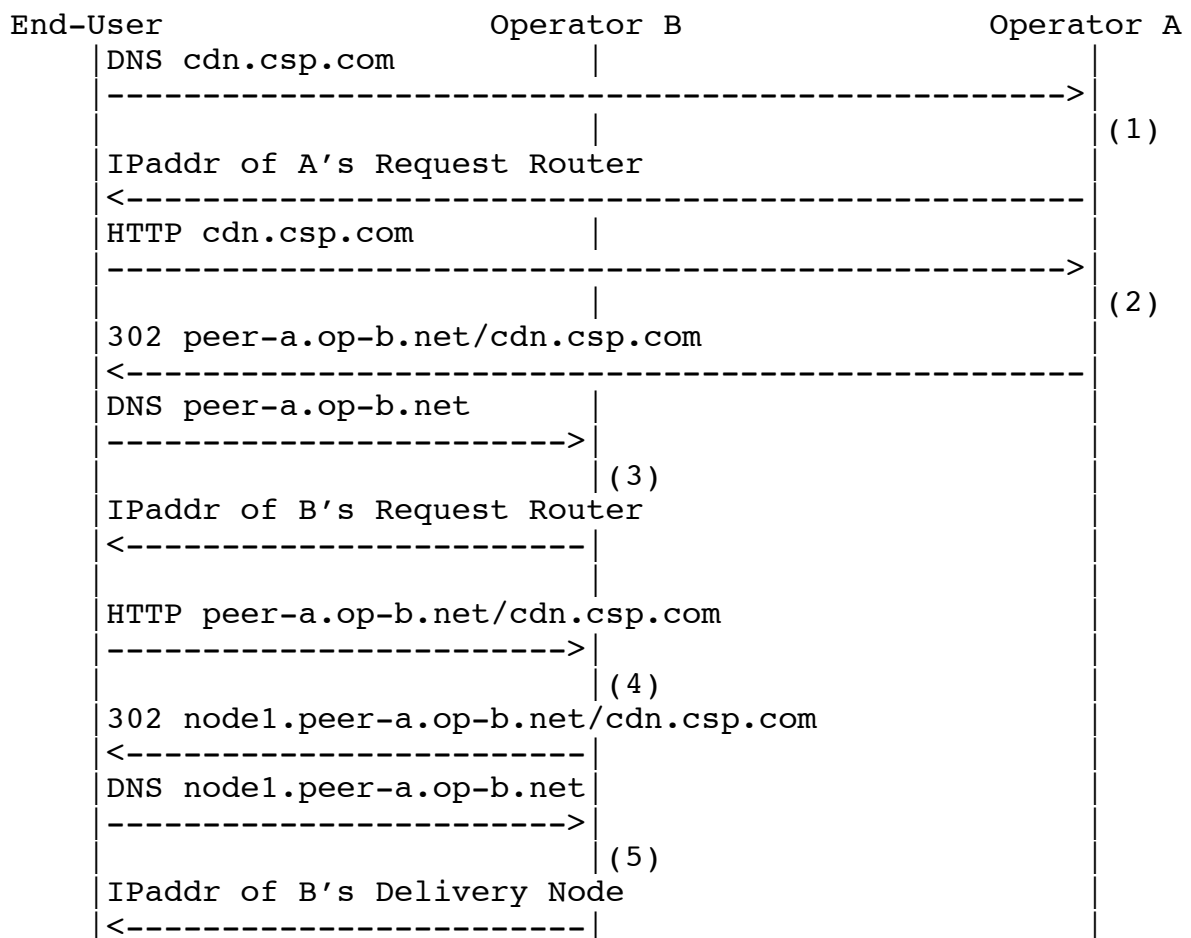 End-User Operator B Operator A
DNS cdn.csp.com
(1)
IPaddr of A's Request Router
HTTP cdn.csp.com
(2)
302 peer-a.op-b.net/cdn.csp.com
DNS peer-a.op-b.net
(3)
IPaddr of B's Request Router
HTTP peer-a.op-b.net/cdn.csp.com
(4)
302 node1.peer-a.op-b.net/cdn.csp.com
DNS node1.peer-a.op-b.net
(5)
IPaddr of B's Delivery Node